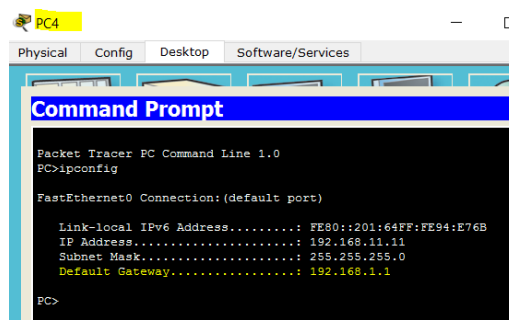 PC4
Physical Config Desktop Software/Services
Command Prompt
Packet Tracer PC Command Line 1.0
PC>ipconfig
FastEthernet0 Connection:(default port)
Link-local IPv6 Address.........: FE80::201:64FF:FE94:E76B
IP Address......................: 192.168.11.11
Subnet Mask.....................: 255.255.255.0
Default Gateway.................: 192.168.1.1
PC>